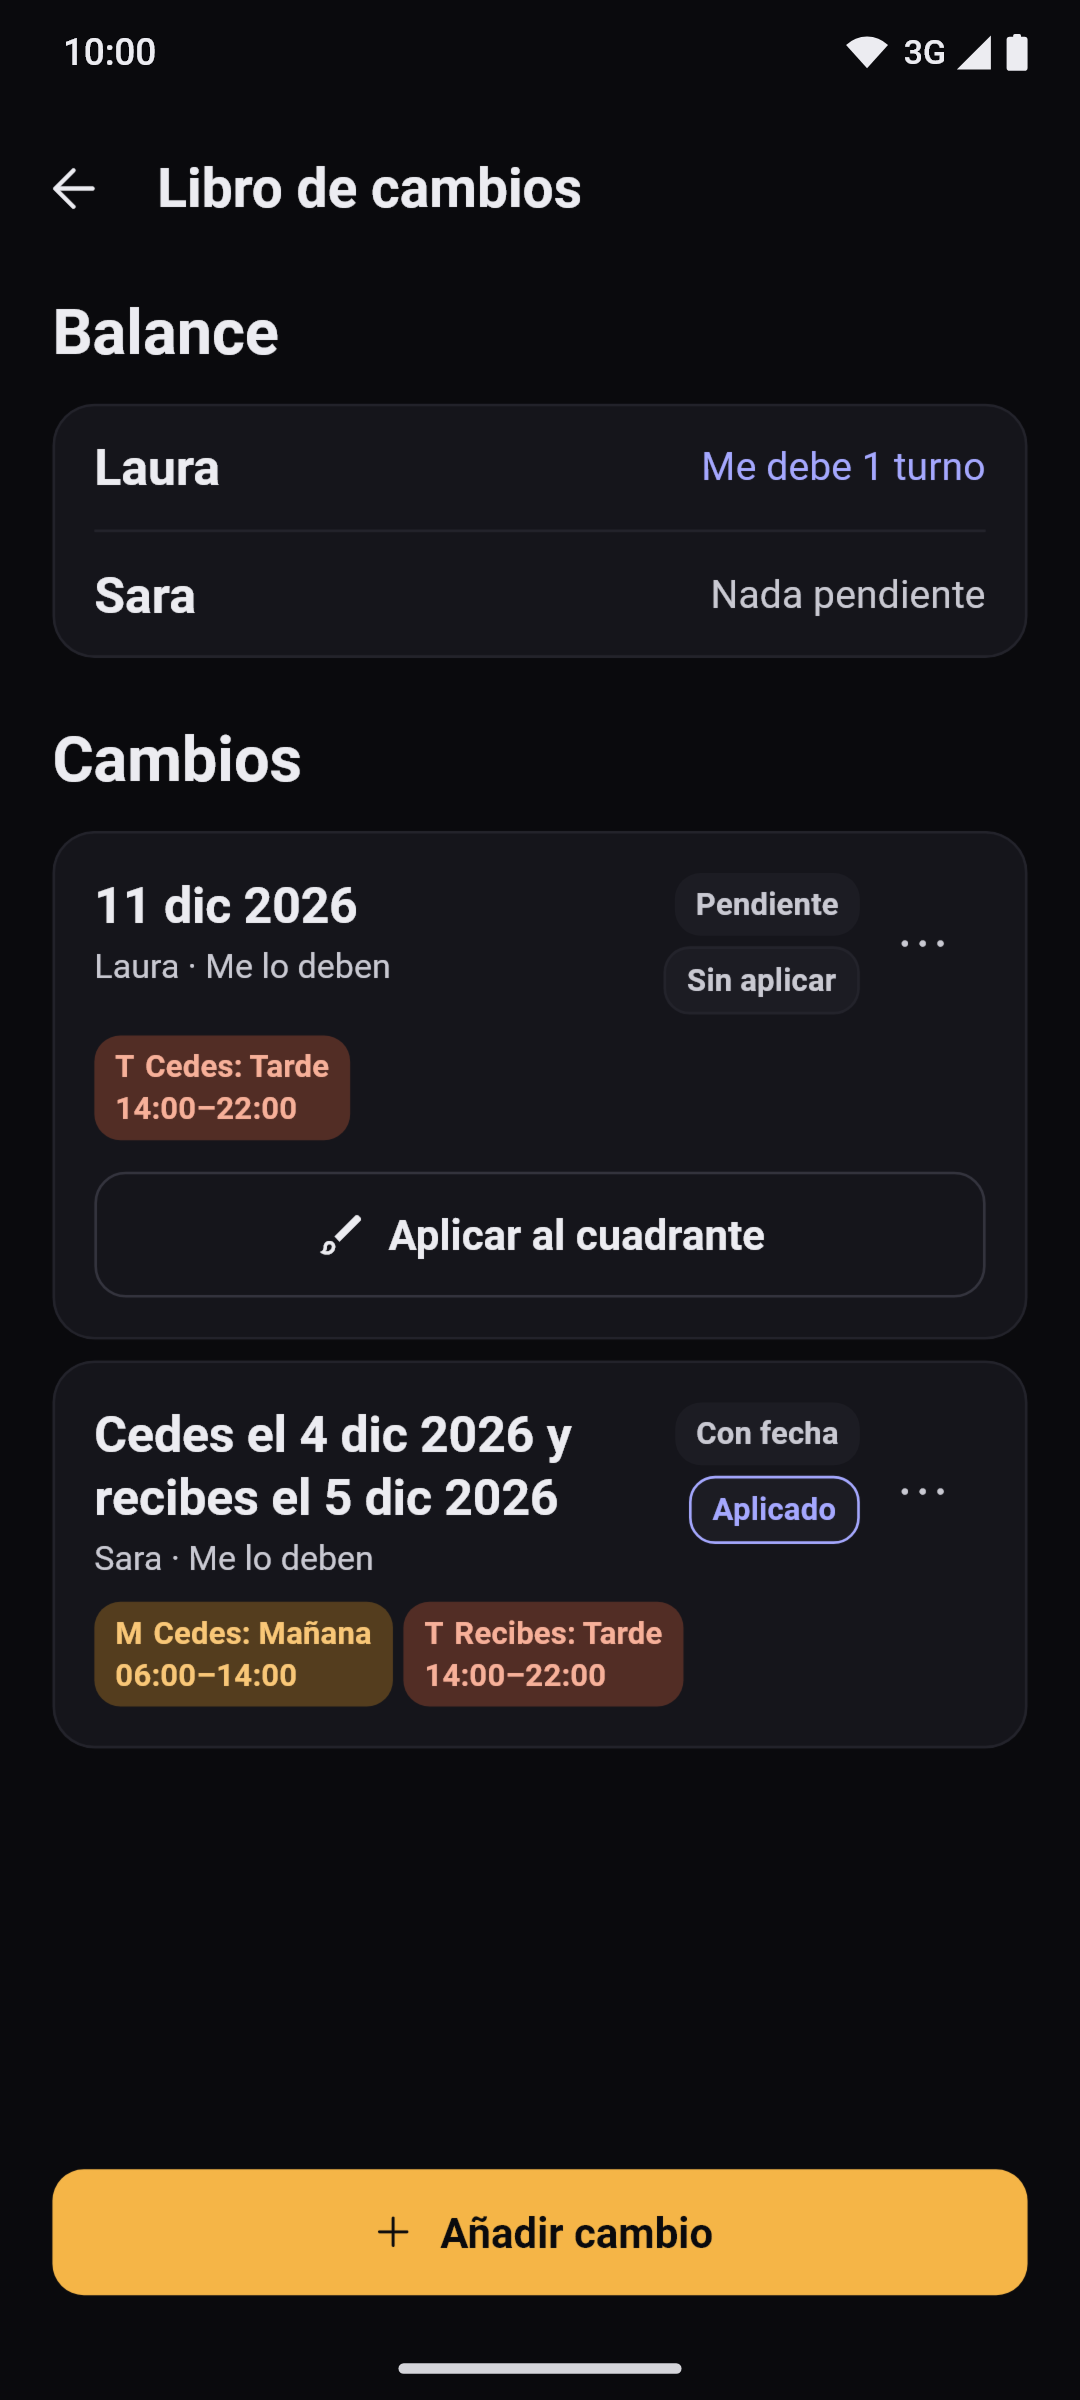 10:00
3G
Libro de cambios
Balance
Laura
Me debe 1 turno
Sara
Nada pendiente
Cambios
11 dic 2026
Pendiente
Laura · Me lo deben
Sin aplicar
T Cedes: Tarde
14:00–22:00
Aplicar al cuadrante
Cedes el 4 dic 2026 y
recibes el 5 dic 2026
Con fecha
Aplicado
Sara · Me lo deben
M Cedes: Mañana
06:00–14:00
T Recibes: Tarde
14:00–22:00
Añadir cambio